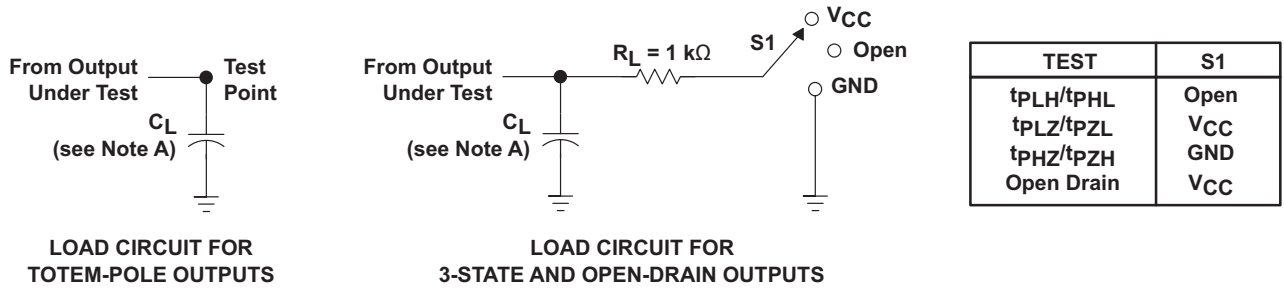 From Output
Under Test
Test
Point
CL
(see Note A)
LOAD CIRCUIT FOR
TOTEM-POLE OUTPUTS
From Output
Under Test
RL = 1 kΩ
S1
VCC
Open
GND
CL
(see Note A)
LOAD CIRCUIT FOR
3-STATE AND OPEN-DRAIN OUTPUTS
TEST S1
tPLH/tPHL Open
tPLZ/tPZL VCC
tPHZ/tPZH GND
Open Drain VCC